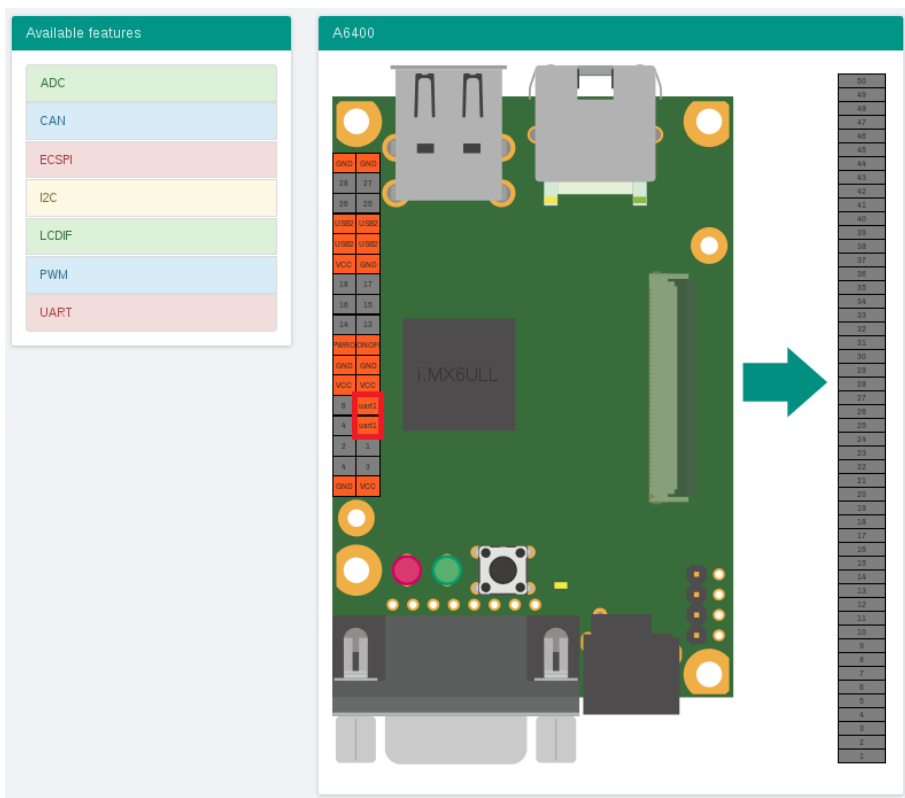 Available features
ADC
CAN
ECSPI
I2C
LCDIF
PWM
UART
A6400
GND GND
28 27
26 25
USB2 USB2
USB2 USB2
VCC GND
18 17
16 15
14 13
PWRO ONOFF
GND GND
VCC VCC
6 uart1
4 uart1
2 1
4 3
GND VCC
i.MX6ULL
50
49
48
47
46
45
44
43
42
41
40
39
38
37
36
35
34
33
32
31
30
29
28
27
26
25
24
23
22
21
20
19
18
17
16
15
14
13
12
11
10
9
8
7
6
5
4
3
2
1